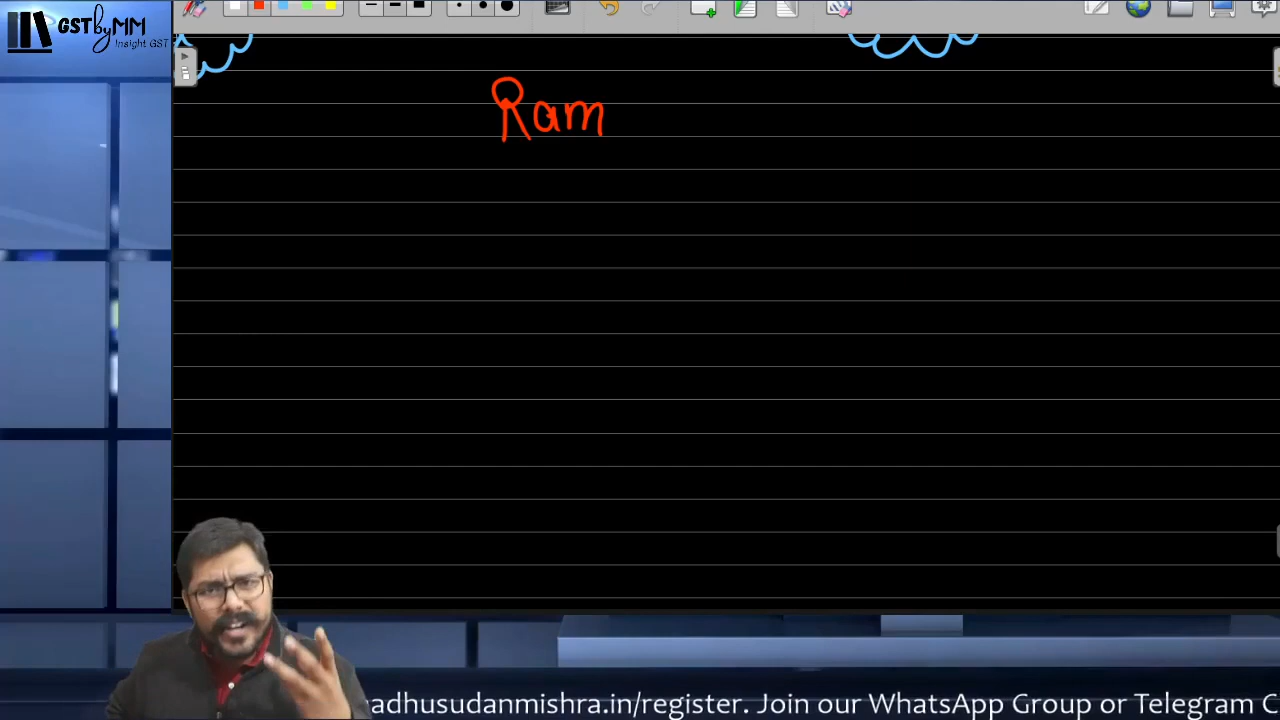 GSTbyMM
Insight GST
Ram
adhusudanmishra.in/register. Join our WhatsApp Group or Telegram C